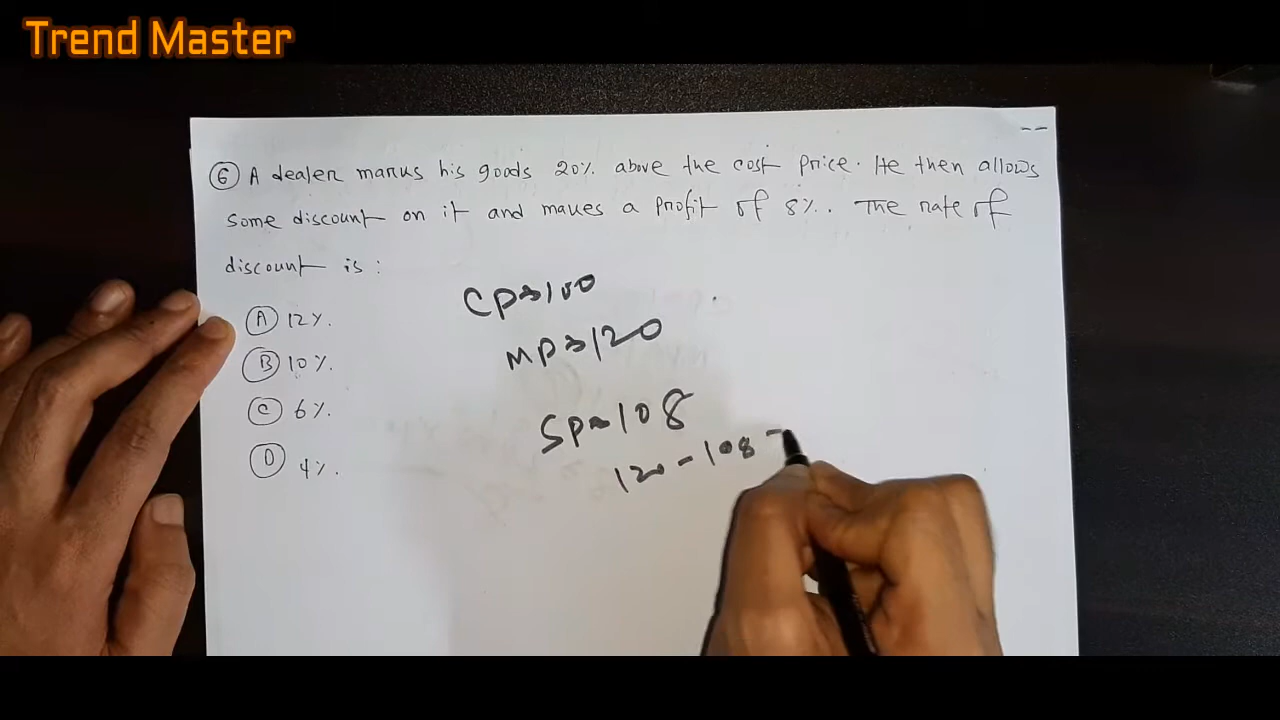 Trend Master
⑥ A dealer marks his goods 20% above the cost price. He then allows
some discount on it and makes a profit of 8%. The rate of
discount is:
Ⓐ 12%.
Ⓑ 10%.
Ⓒ 6%.
Ⓓ 4%.
CP⇒100
MP⇒120
SP⇒108
120-108